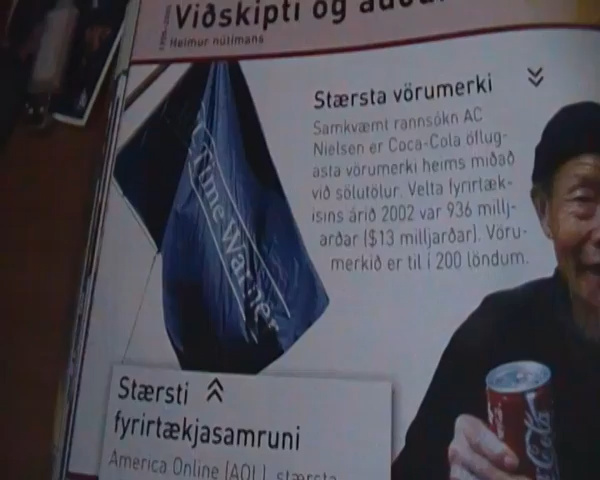 Viðskipti og
Heimur nútímans
Stærsta vörumerki
Samkvæmt rannsókn AC
Nielsen er Coca-Cola öflug-
asta vörumerki heims miðað
við sölutölur. Velta fyrirtæk-
isins árið 2002 var 936 millj-
arðar ($13 milljarðar). Vöru-
merkið er til í 200 löndum.
Time Warner
Stærsti
fyrirtækjasamruni
America Online (AOL), stærsta
Cola